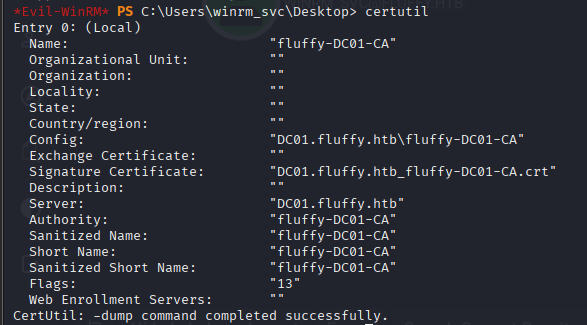 *Evil-WinRM* PS C:\Users\winrm_svc\Desktop> certutil
Entry 0: (Local)
  Name:                         "fluffy-DC01-CA"
  Organizational Unit:          ""
  Organization:                 ""
  Locality:                     ""
  State:                        ""
  Country/region:               ""
  Config:                       "DC01.fluffy.htb\fluffy-DC01-CA"
  Exchange Certificate:         ""
  Signature Certificate:        "DC01.fluffy.htb_fluffy-DC01-CA.crt"
  Description:                  ""
  Server:                       "DC01.fluffy.htb"
  Authority:                    "fluffy-DC01-CA"
  Sanitized Name:               "fluffy-DC01-CA"
  Short Name:                   "fluffy-DC01-CA"
  Sanitized Short Name:         "fluffy-DC01-CA"
  Flags:                        "13"
  Web Enrollment Servers:       ""
CertUtil: -dump command completed successfully.